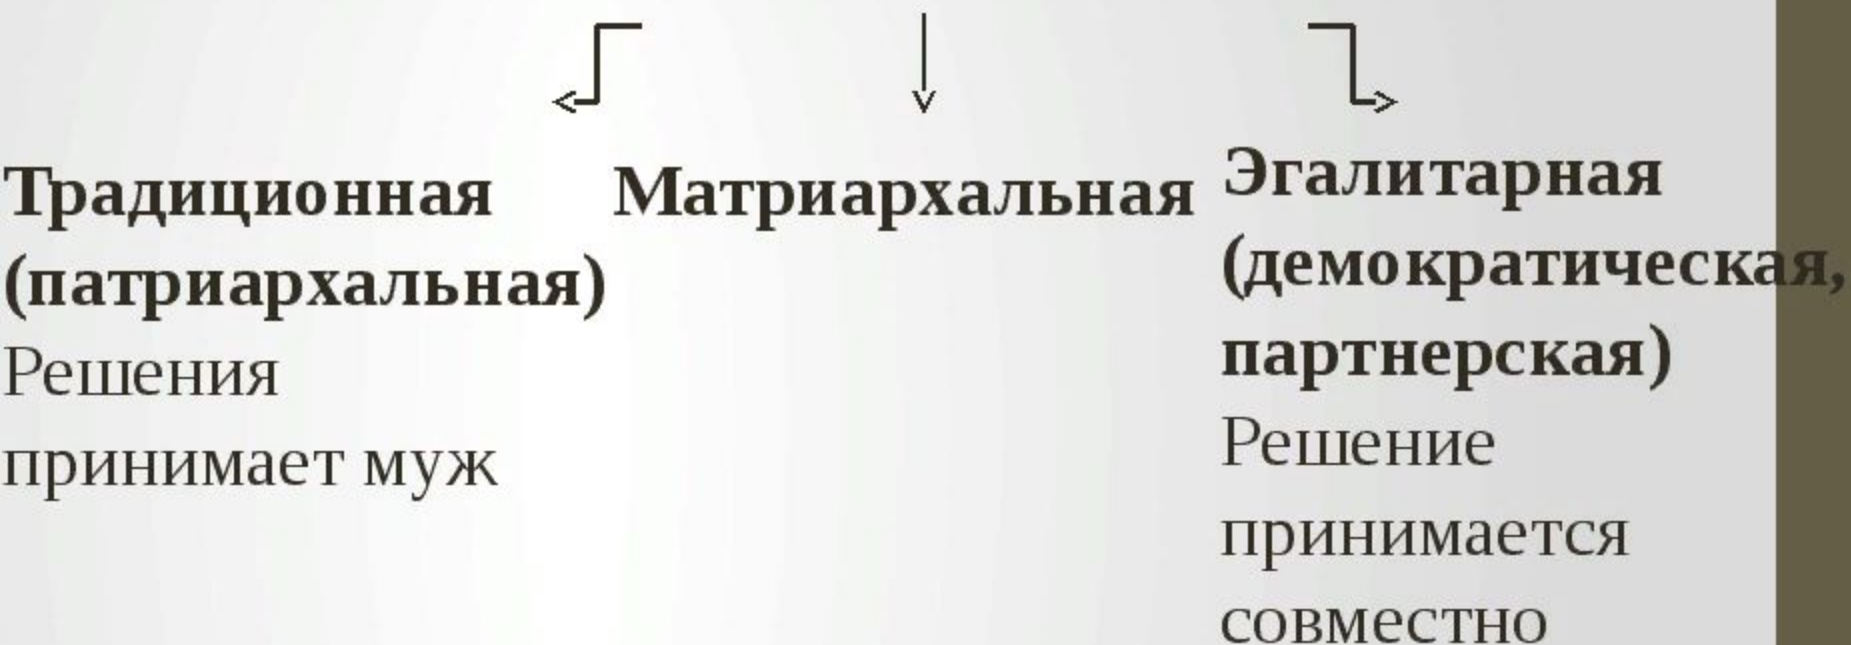 Традиционная
(патриархальная)
Решения
принимает муж
Матриархальная
Эгалитарная
(демократическая,
партнерская)
Решение
принимается
совместно